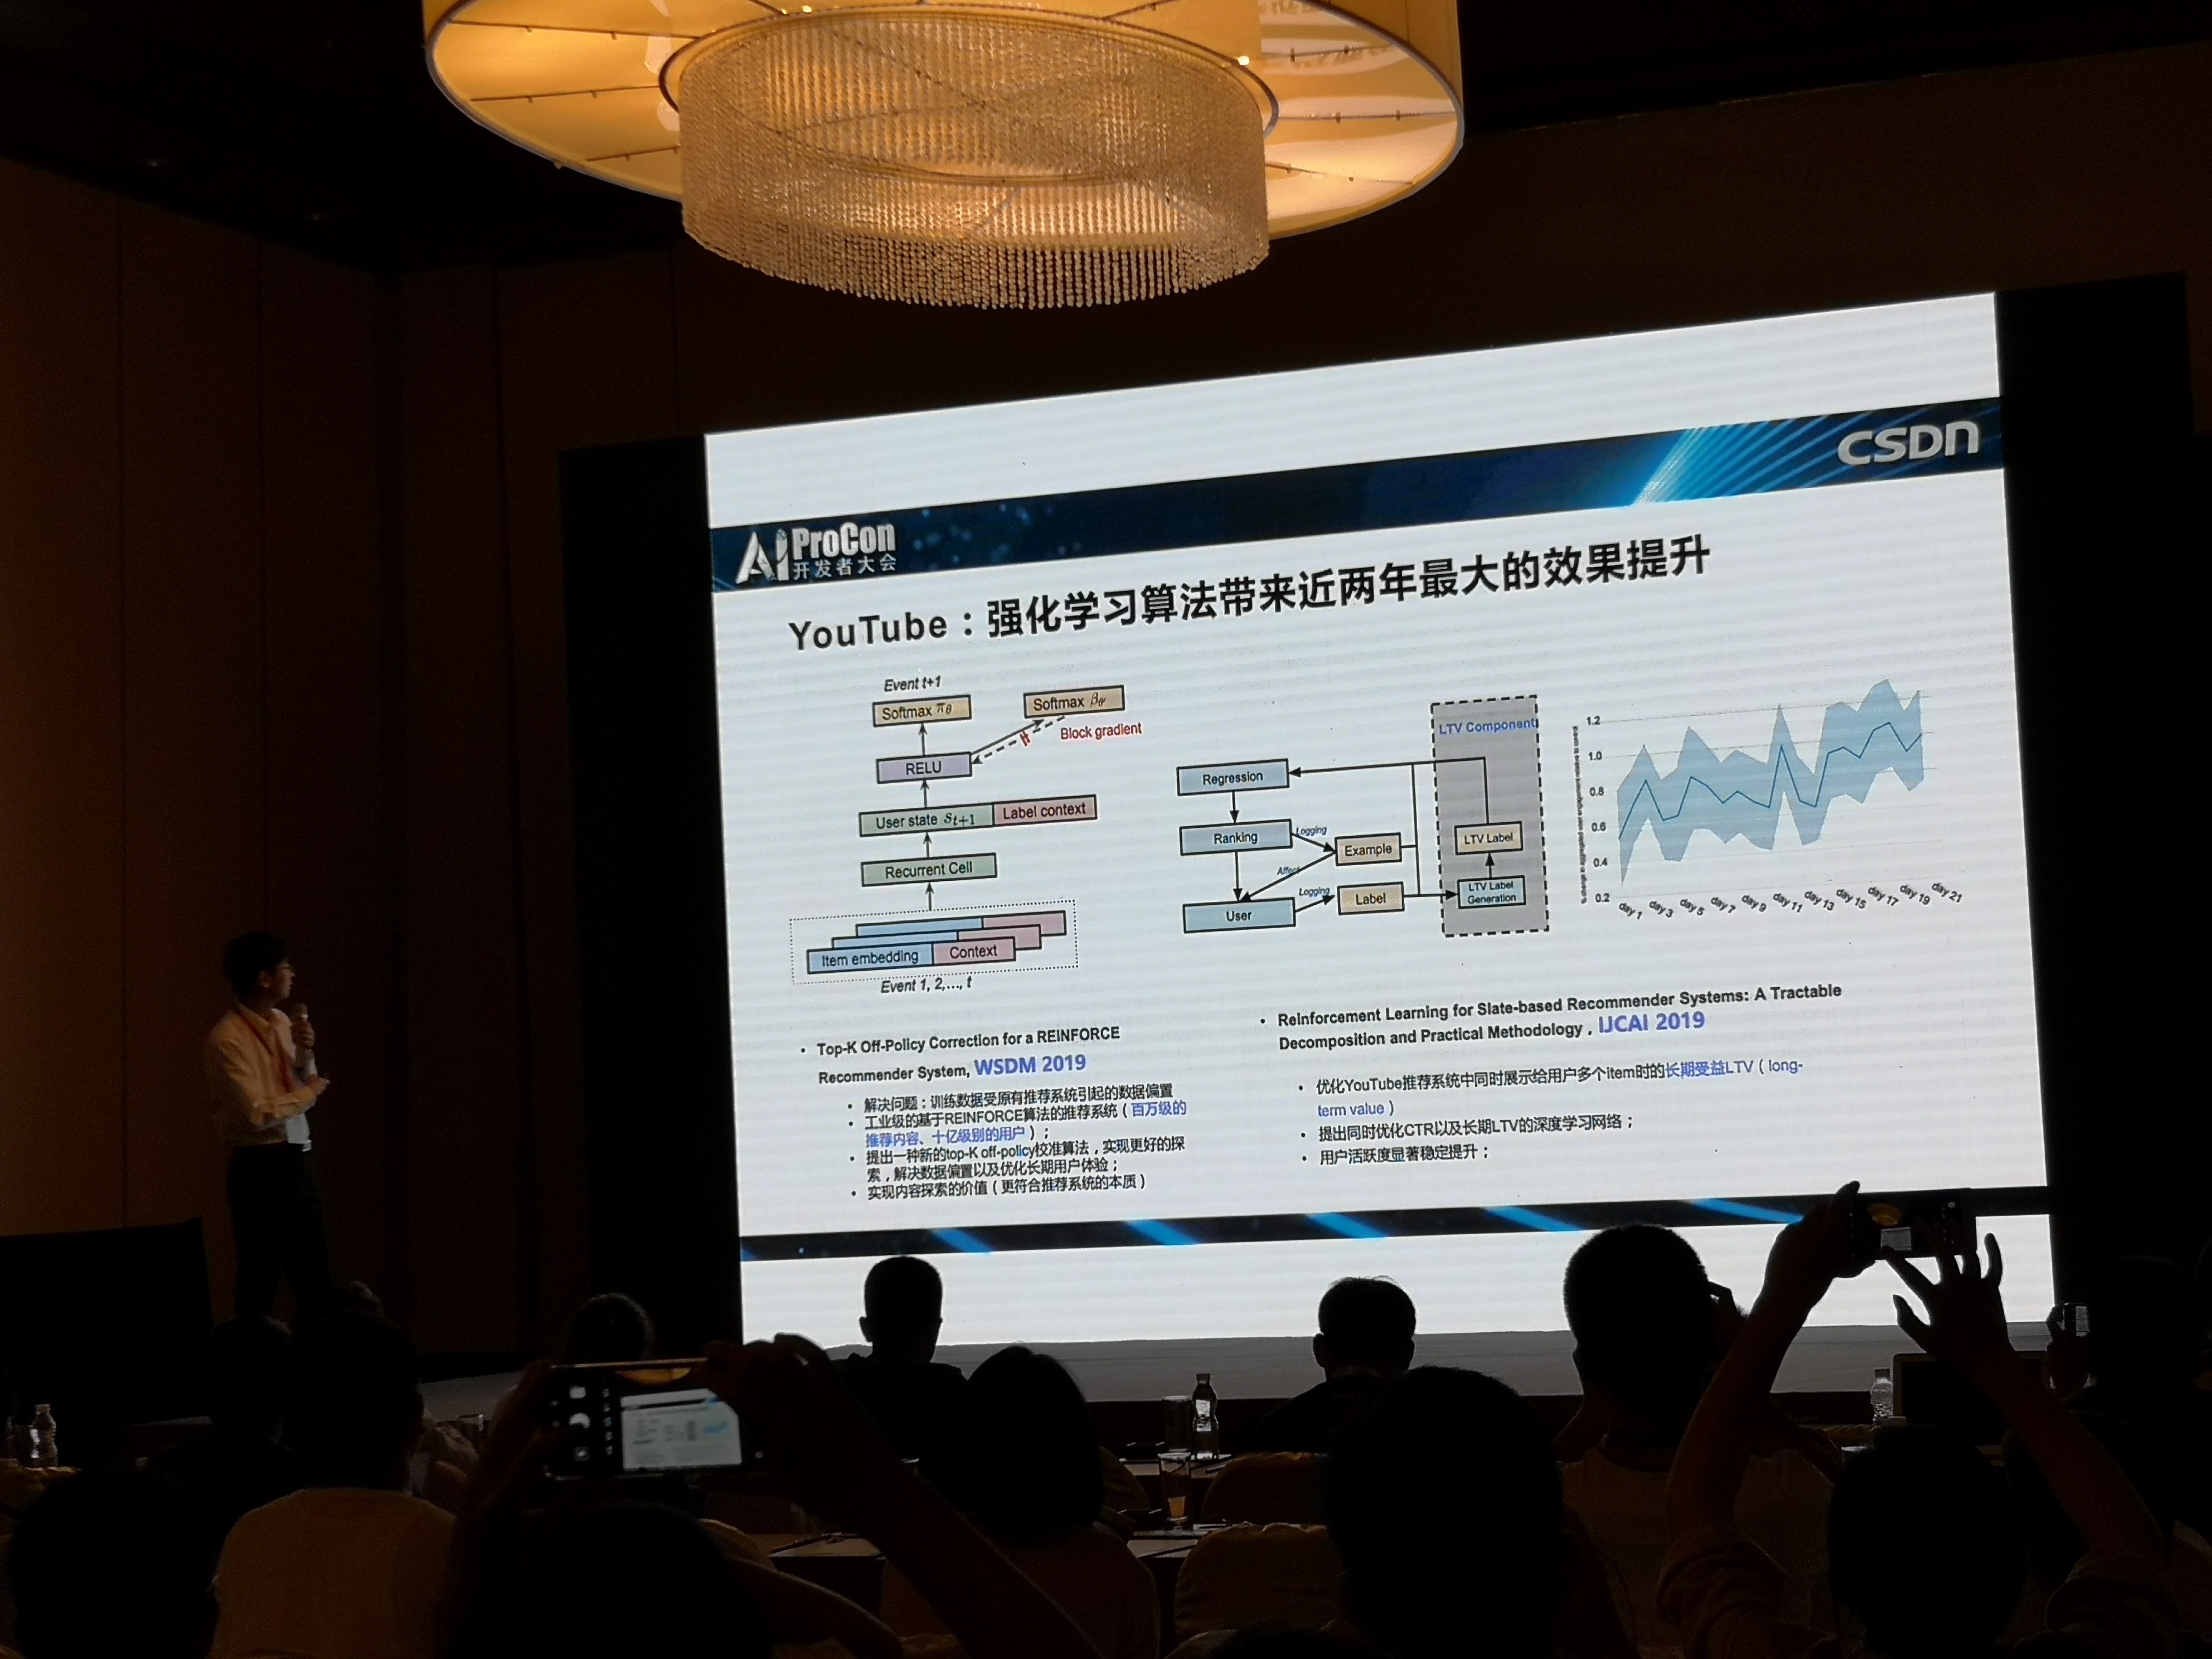 CSDN
AI ProCon
开发者大会
YouTube：强化学习算法带来近两年最大的效果提升
Event t+1
Softmax πθ
Softmax βθ'
Block gradient
RELU
User state st+1
Label context
Recurrent Cell
Item embedding
Context
Event 1, 2,..., t
LTV Component
Regression
Ranking
Logging
Example
Affect
Logging
User
Label
LTV Label
LTV Label
Generation
1.2
1.0
0.8
0.6
0.4
0.2
day 1
day 3
day 5
day 7
day 9
day 11
day 13
day 15
day 17
day 19
day 21
• Top-K Off-Policy Correction for a REINFORCE
Recommender System, WSDM 2019
• 解决问题：训练数据受原有推荐系统引起的数据偏置
• 工业级的基于REINFORCE算法的推荐系统（百万级的
推荐内容、十亿级别的用户）；
• 提出一种新的top-K off-policy校准算法，实现更好的探
索，解决数据偏置以及优化长期用户体验；
• 实现内容探索的价值（更符合推荐系统的本质）
• Reinforcement Learning for Slate-based Recommender Systems: A Tractable
Decomposition and Practical Methodology , IJCAI 2019
• 优化YouTube推荐系统中同时展示给用户多个item时的长期受益LTV（long-
term value）
• 提出同时优化CTR以及长期LTV的深度学习网络；
• 用户活跃度显著稳定提升；